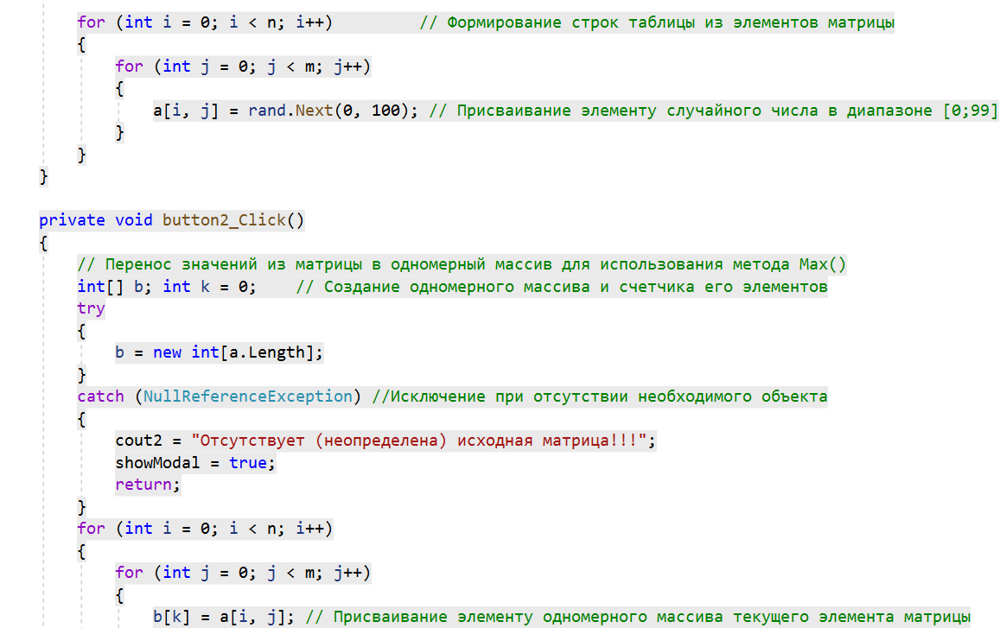 for (int i = 0; i < n; i++)         // Формирование строк таблицы из элементов матрицы
{
    for (int j = 0; j < m; j++)
    {
        a[i, j] = rand.Next(0, 100); // Присваивание элементу случайного числа в диапазоне [0;99]
    }
}
}
private void button2_Click()
{
    // Перенос значений из матрицы в одномерный массив для использования метода Max()
    int[] b; int k = 0;    // Создание одномерного массива и счетчика его элементов
    try
    {
        b = new int[a.Length];
    }
    catch (NullReferenceException) //Исключение при отсутствии необходимого объекта
    {
        cout2 = "Отсутствует (неопределена) исходная матрица!!!";
        showModal = true;
        return;
    }
    for (int i = 0; i < n; i++)
    {
        for (int j = 0; j < m; j++)
        {
            b[k] = a[i, j]; // Присваивание элементу одномерного массива текущего элемента матрицы